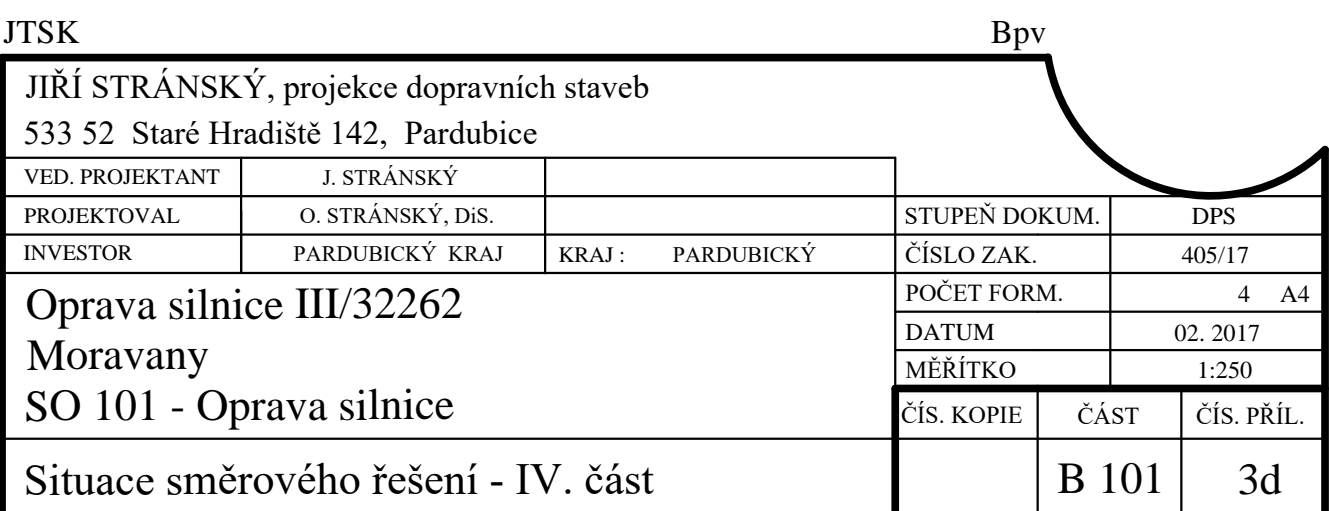 JTSK Bpv
JIŘÍ STRÁNSKÝ, projekce dopravních staveb
533 52 Staré Hradiště 142, Pardubice
VED. PROJEKTANT J. STRÁNSKÝ
PROJEKTOVAL O. STRÁNSKÝ, DiS. STUPEŇ DOKUM. DPS
INVESTOR PARDUBICKÝ KRAJ KRAJ : PARDUBICKÝ ČÍSLO ZAK. 405/17
POČET FORM. 4 A4
Oprava silnice III/32262
DATUM 02. 2017
Moravany
MĚŘÍTKO 1:250
SO 101 - Oprava silnice
ČÍS. KOPIE ČÁST ČÍS. PŘÍL.
Situace směrového řešení - IV. část B 101 3d